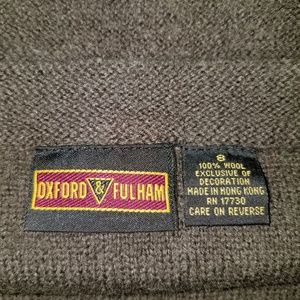 OXFORD & FULHAM
8
100% WOOL
EXCLUSIVE OF
DECORATION
MADE IN HONG KONG
RN 17730
CARE ON REVERSE